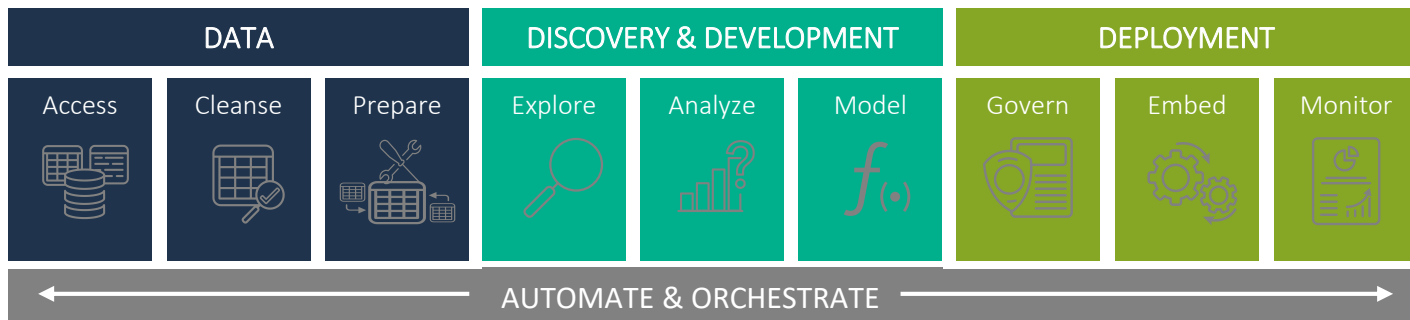 DATA
DISCOVERY & DEVELOPMENT
DEPLOYMENT
Access
Cleanse
Prepare
Explore
Analyze
Model
Govern
Embed
Monitor
?
f(•)
AUTOMATE & ORCHESTRATE